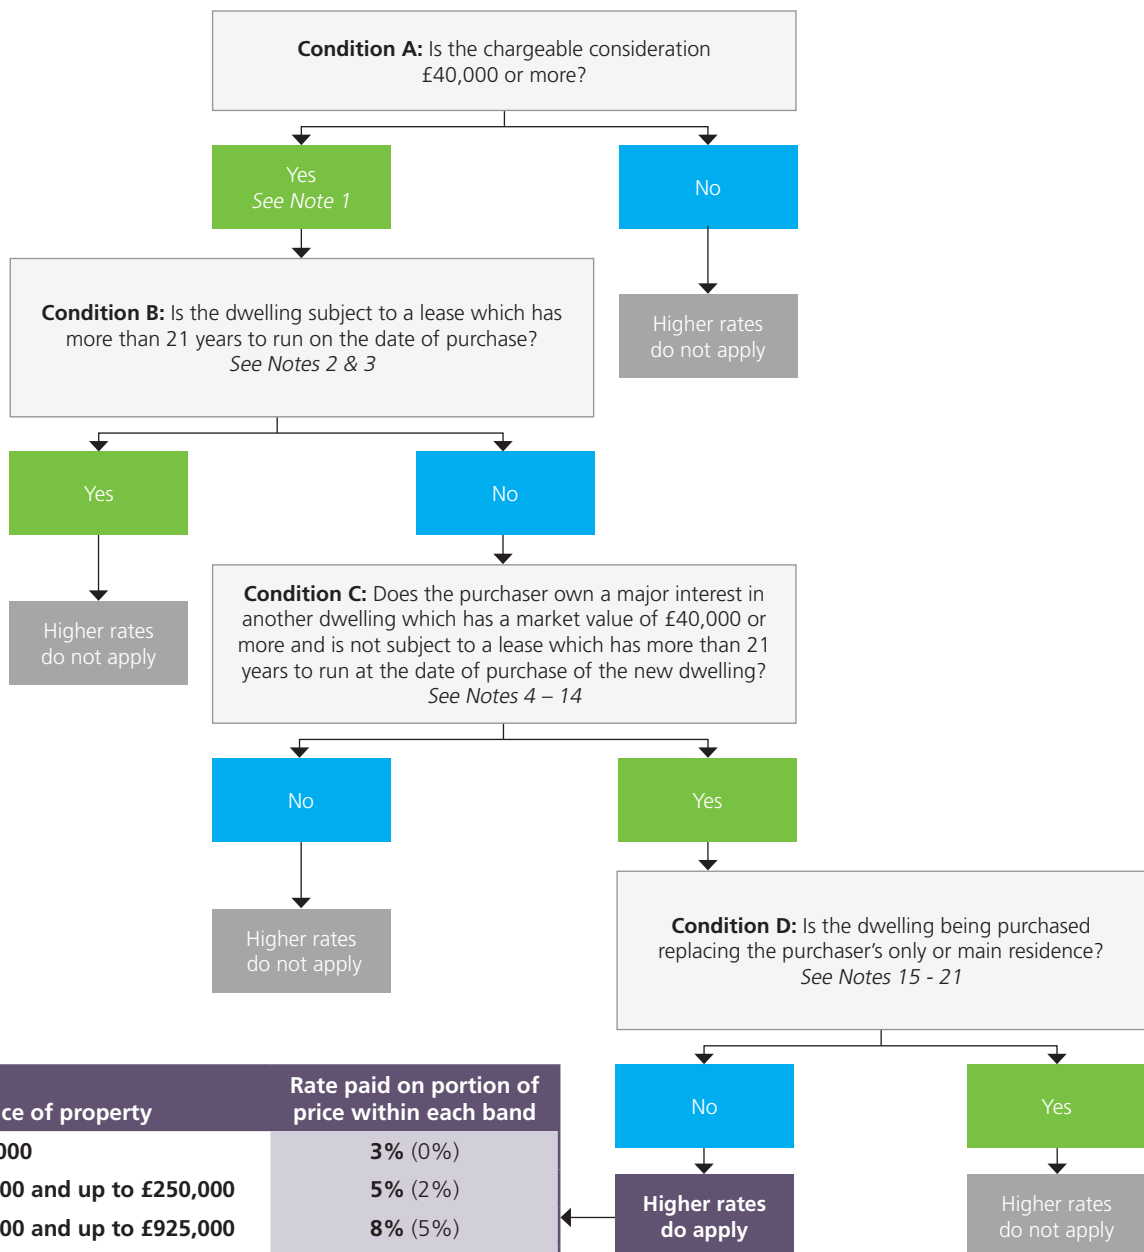 Condition A: Is the chargeable consideration
£40,000 or more?
Yes
See Note 1
No
Condition B: Is the dwelling subject to a lease which has
more than 21 years to run on the date of purchase?
See Notes 2 & 3
Higher rates
do not apply
Yes
No
Higher rates
do not apply
Condition C: Does the purchaser own a major interest in
another dwelling which has a market value of £40,000 or
more and is not subject to a lease which has more than 21
years to run at the date of purchase of the new dwelling?
See Notes 4 – 14
No
Yes
Higher rates
do not apply
Condition D: Is the dwelling being purchased
replacing the purchaser's only or main residence?
See Notes 15 - 21
No
Yes
Higher rates
do apply
Higher rates
do not apply
ce of property
Rate paid on portion of
price within each band
000
3% (0%)
00 and up to £250,000
5% (2%)
00 and up to £925,000
8% (5%)